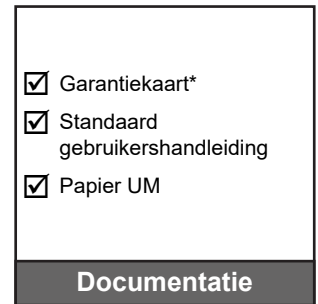 ☑ Garantiekaart*
☑ Standaard
gebruikershandleiding
☑ Papier UM
Documentatie